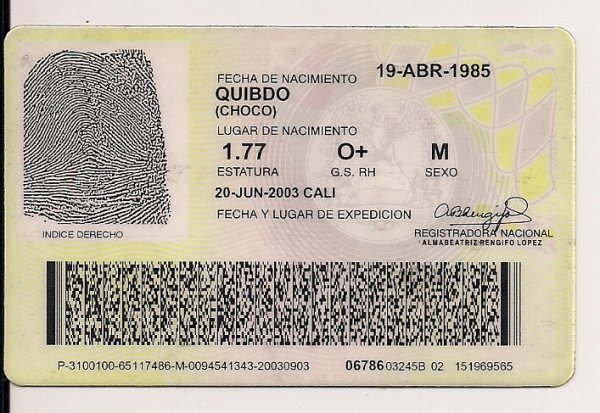 19-ABR-1985
FECHA DE NACIMIENTO
QUIBDO
(CHOCO)
LUGAR DE NACIMIENTO
1.77 O+ M
ESTATURA G.S. RH SEXO
20-JUN-2003 CALI
FECHA Y LUGAR DE EXPEDICION
REGISTRADORA NACIONAL
ALMABEATRIZ RENGIFO LOPEZ
INDICE DERECHO
P-3100100-65117486-M-0094541343-20030903 0678603245B 02 151969565